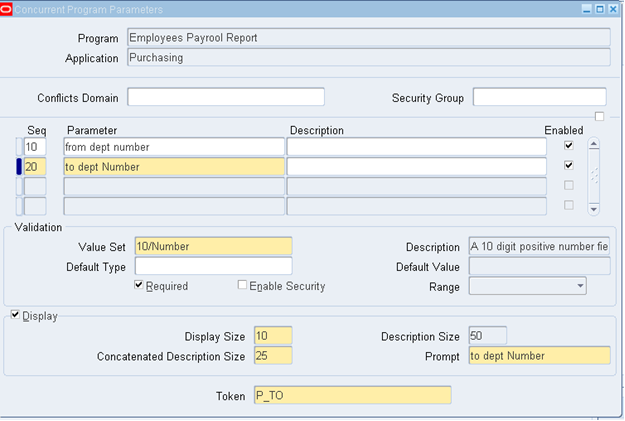 Concurrent Program Parameters
Program Employees Payrool Report
Application Purchasing
Conflicts Domain Security Group
Seq Parameter Description Enabled
10 from dept number
20 to dept Number
Validation
Value Set 10/Number Description A 10 digit positive number fie
Default Type Default Value
Required Enable Security Range
Display
Display Size 10 Description Size 50
Concatenated Description Size 25 Prompt to dept Number
Token P_TO